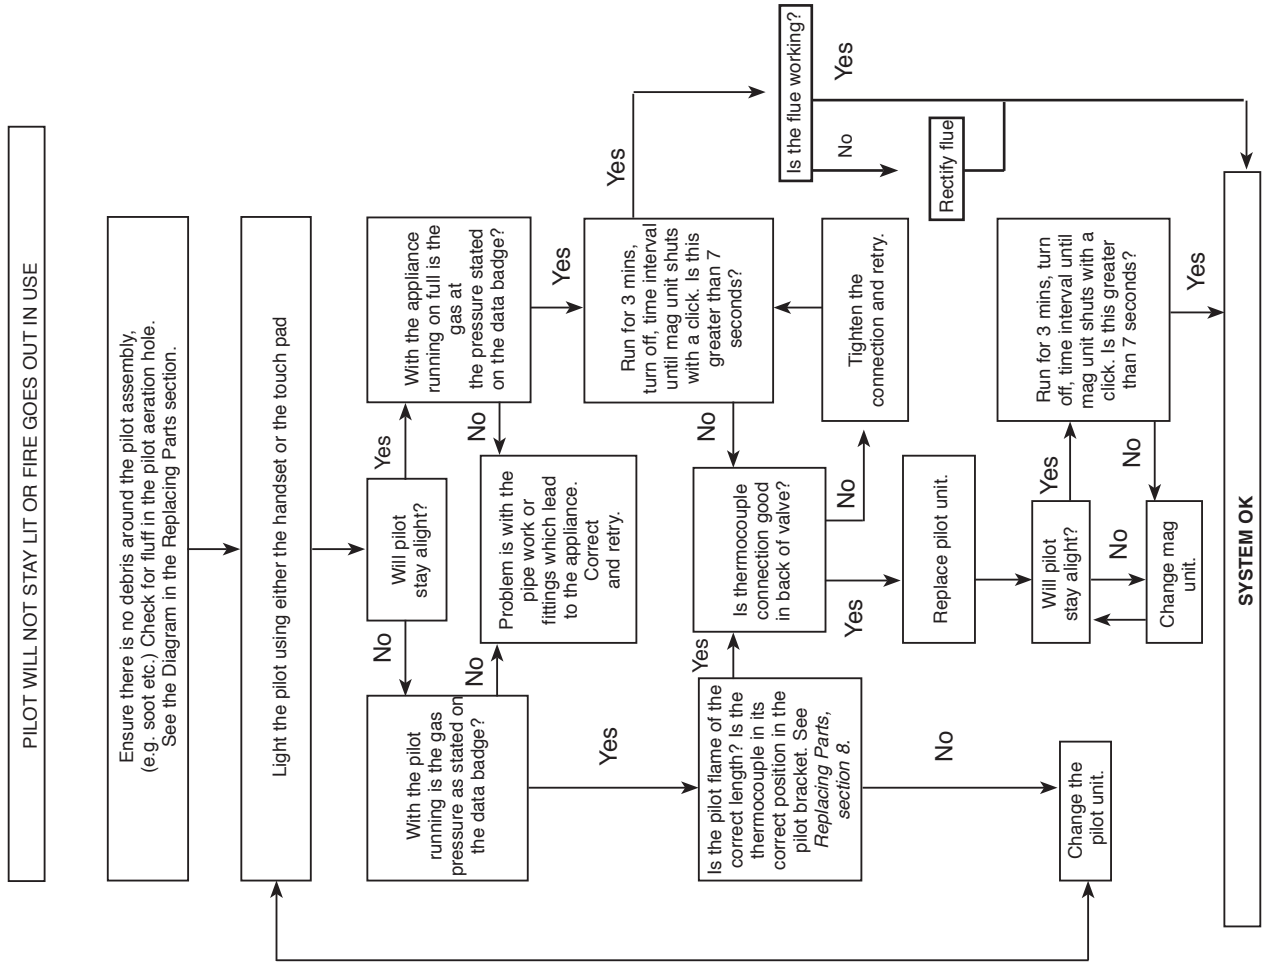 PILOT WILL NOT STAY LIT OR FIRE GOES OUT IN USE
Ensure there is no debris around the pilot assembly,
(e.g. soot etc.) Check for fluff in the pilot aeration hole.
See the Diagram in the Replacing Parts section.
Light the pilot using either the handset or the touch pad
Will pilot
stay alight?
No
Yes
With the pilot
running is the gas
pressure as stated on
the data badge?
No
Yes
With the appliance
running on full is the
gas at
the pressure stated
on the data badge?
No
Yes
Problem is with the
pipe work or
fittings which lead
to the appliance.
Correct
and retry.
Run for 3 mins,
turn off, time interval
until mag unit shuts
with a click. Is this
greater than 7
seconds?
No
Yes
Is the pilot flame of the
correct length? Is the
thermocouple in its
correct position in the
pilot bracket. See
Replacing Parts,
section 8.
Yes
No
Is thermocouple
connection good
in back of valve?
Yes
No
Tighten the
connection and retry.
Is the flue working?
No
Yes
Rectify flue
Replace pilot unit.
Will pilot
stay alight?
Yes
No
Run for 3 mins, turn
off, time interval until
mag unit shuts with a
click. Is this greater
than 7 seconds?
No
Yes
Change the
pilot unit.
Change mag
unit.
SYSTEM OK